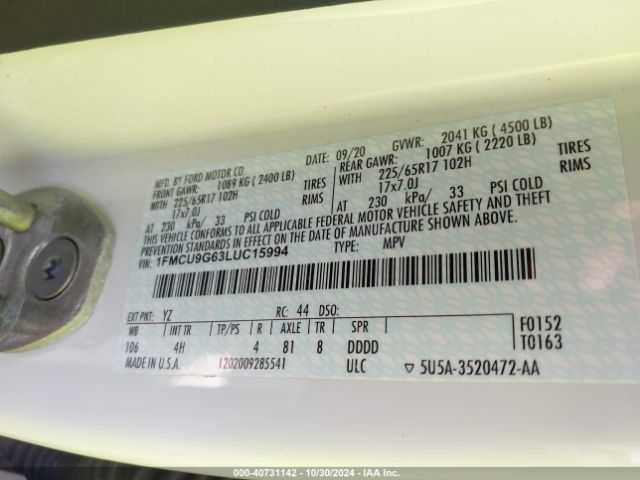 MFD. BY FORD MOTOR CO.
DATE: 09/20 GVWR: 2041 KG ( 4500 LB)
FRONT GAWR: 1089 KG ( 2400 LB) REAR GAWR: 1007 KG ( 2220 LB)
WITH 225/65R17 102H TIRES WITH 225/65R17 102H TIRES
17x7.0J RIMS 17x7.0J RIMS
AT 230 kPa/ 33 PSI COLD AT 230 kPa/ 33 PSI COLD
THIS VEHICLE CONFORMS TO ALL APPLICABLE FEDERAL MOTOR VEHICLE SAFETY AND THEFT
PREVENTION STANDARDS IN EFFECT ON THE DATE OF MANUFACTURE SHOWN ABOVE.
VIN: 1FMCU9G63LUC15994 TYPE: MPV
EXT PNT: YZ RC: 44 DSO: F0152
WB INT TR TP/PS R AXLE TR SPR T0163
106 4H 4 81 8 DDDD
MADE IN U.S.A. 1202009285541 ULC 5U5A-3520472-AA
000-40731142 - 10/30/2024 - IAA Inc.